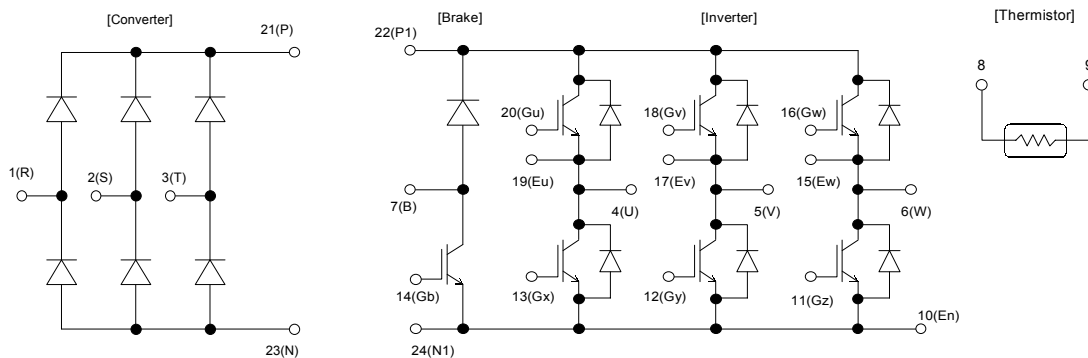 [Converter]
[Brake]
[Inverter]
[Thermistor]
21(P)
22(P1)
8
9
20(Gu)
18(Gv)
16(Gw)
1(R)
2(S)
3(T)
19(Eu)
17(Ev)
15(Ew)
7(B)
4(U)
5(V)
6(W)
14(Gb)
13(Gx)
12(Gy)
11(Gz)
10(En)
23(N)
24(N1)